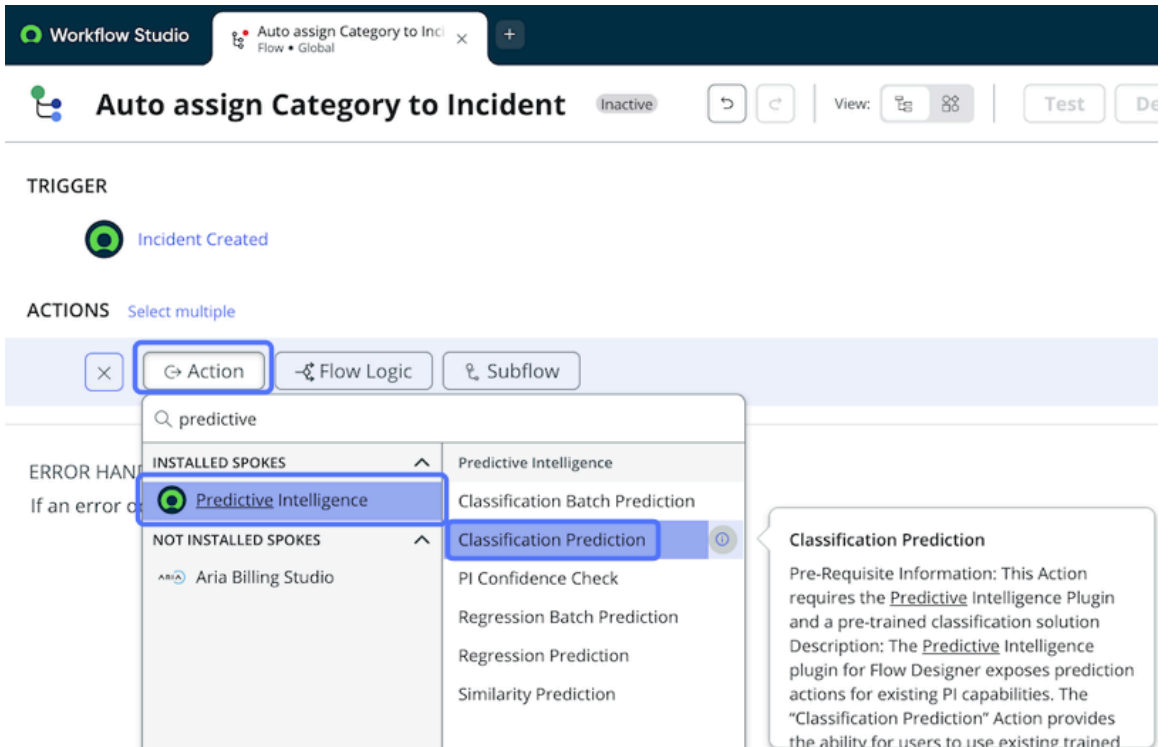 Workflow Studio
Auto assign Category to Inci
Flow • Global
Auto assign Category to Incident
Inactive
View:
Test
De
TRIGGER
Incident Created
ACTIONS
Select multiple
Action
Flow Logic
Subflow
predictive
INSTALLED SPOKES
Predictive Intelligence
NOT INSTALLED SPOKES
Aria Billing Studio
Predictive Intelligence
Classification Batch Prediction
Classification Prediction
PI Confidence Check
Regression Batch Prediction
Regression Prediction
Similarity Prediction
ERROR HAN
If an error o
Classification Prediction
Pre-Requisite Information: This Action
requires the Predictive Intelligence Plugin
and a pre-trained classification solution
Description: The Predictive Intelligence
plugin for Flow Designer exposes prediction
actions for existing PI capabilities. The
“Classification Prediction” Action provides
the ability for users to use existing trained